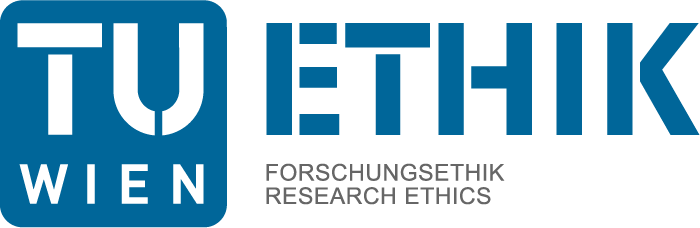 TU
WIEN
ETHIK
FORSCHUNGSETHIK
RESEARCH ETHICS